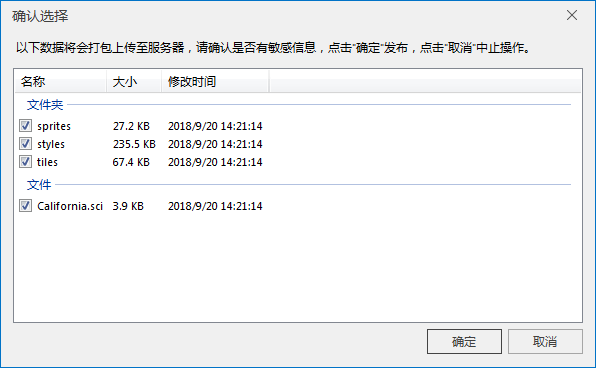 确认选择
以下数据将会打包上传至服务器，请确认是否有敏感信息，点击"确定"发布，点击"取消"中止操作。
名称 大小 修改时间
文件夹
sprites 27.2 KB 2018/9/20 14:21:14
styles 235.5 KB 2018/9/20 14:21:14
tiles 67.4 KB 2018/9/20 14:21:14
文件
California.sci 3.9 KB 2018/9/20 14:21:14
确定 取消